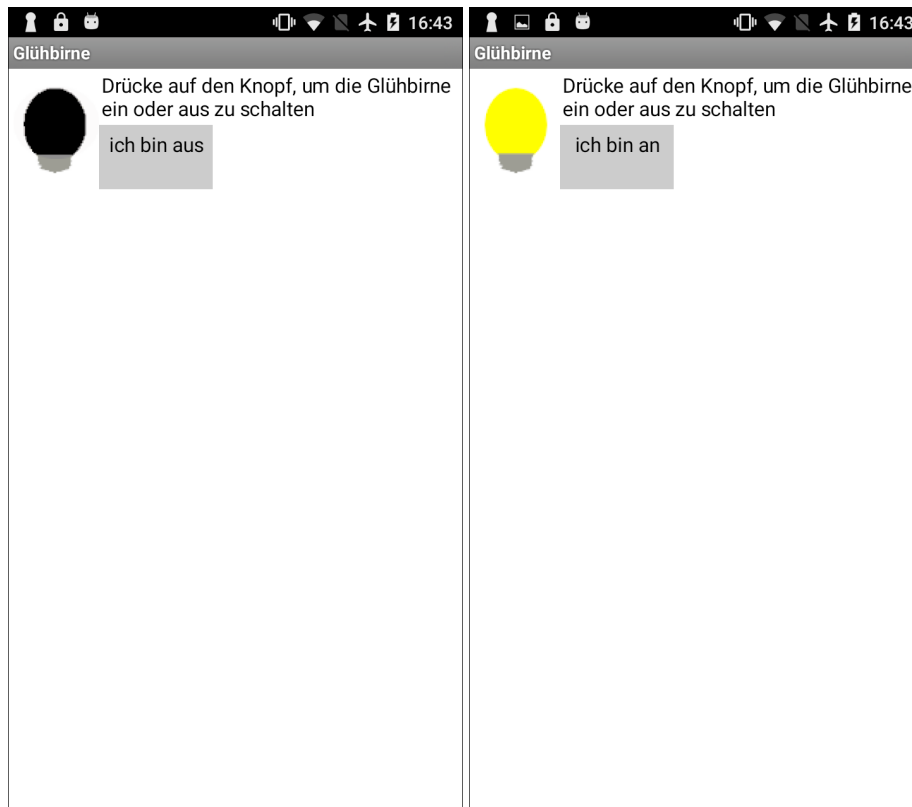 16:43
Glühbirne
Drücke auf den Knopf, um die Glühbirne
ein oder aus zu schalten
ich bin aus
16:43
Glühbirne
Drücke auf den Knopf, um die Glühbirne
ein oder aus zu schalten
ich bin an